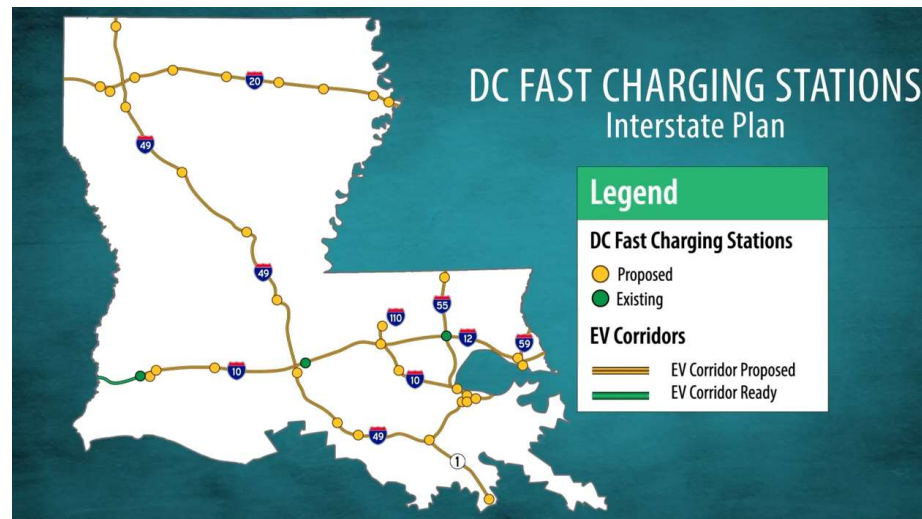 DC FAST CHARGING STATIONS
Interstate Plan
Legend
DC Fast Charging Stations
Proposed
Existing
EV Corridors
EV Corridor Proposed
EV Corridor Ready
20
49
49
110
55
12
59
10
10
49
1